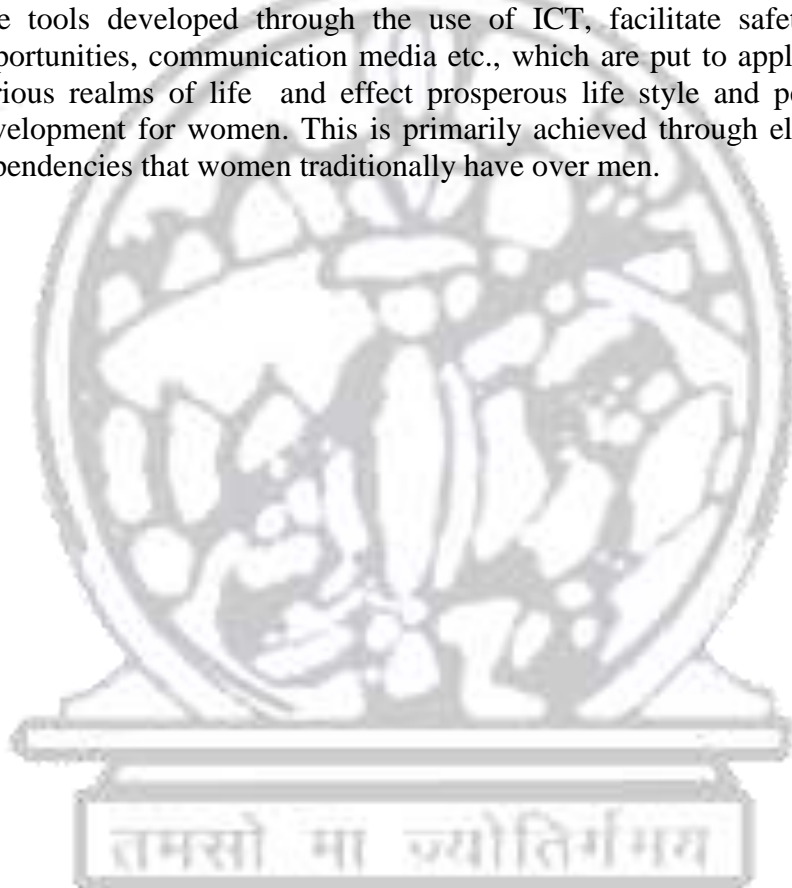 e tools developed through the use of ICT, facilitate safet
portunities, communication media etc., which are put to appl
rious realms of life and effect prosperous life style and po
velopment for women. This is primarily achieved through el
pendencies that women traditionally have over men.
तमसो मा ज्योतिर्गमय